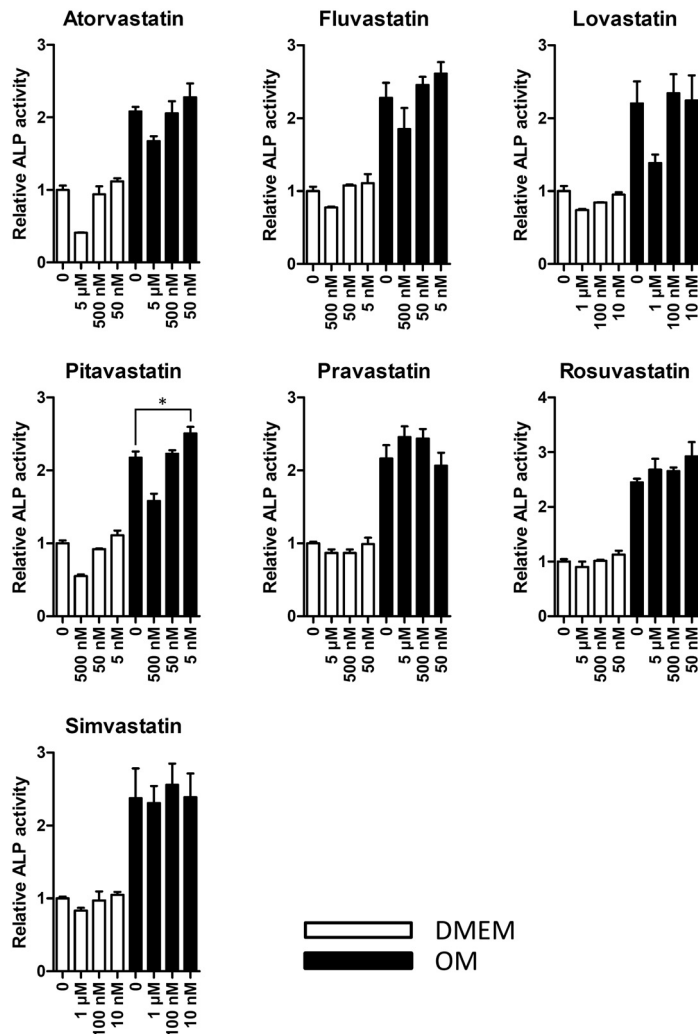 Atorvastatin
Relative ALP activity
3
2
1
0
0
5 µM
500 nM
50 nM
0
5 µM
500 nM
50 nM
Fluvastatin
Relative ALP activity
3
2
1
0
0
500 nM
50 nM
5 nM
0
500 nM
50 nM
5 nM
Lovastatin
Relative ALP activity
3
2
1
0
0
1 µM
100 nM
10 nM
0
1 µM
100 nM
10 nM
Pitavastatin
Relative ALP activity
3
2
1
0
*
0
500 nM
50 nM
5 nM
0
500 nM
50 nM
5 nM
Pravastatin
Relative ALP activity
3
2
1
0
0
5 µM
500 nM
50 nM
0
5 µM
500 nM
50 nM
Rosuvastatin
Relative ALP activity
4
3
2
1
0
0
5 µM
500 nM
50 nM
0
5 µM
500 nM
50 nM
Simvastatin
Relative ALP activity
3
2
1
0
0
1 µM
100 nM
10 nM
0
1 µM
100 nM
10 nM
DMEM
OM